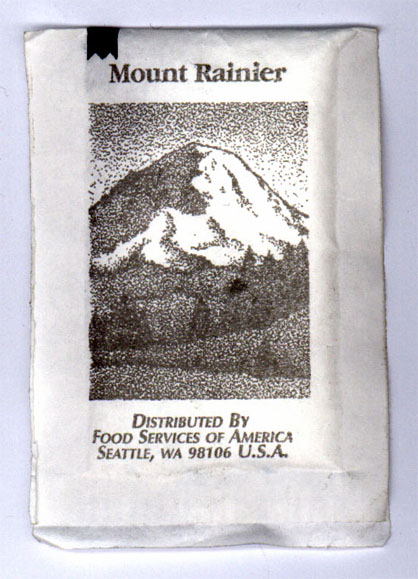 Mount Rainier
Distributed By
Food Services of America
Seattle, WA 98106 U.S.A.